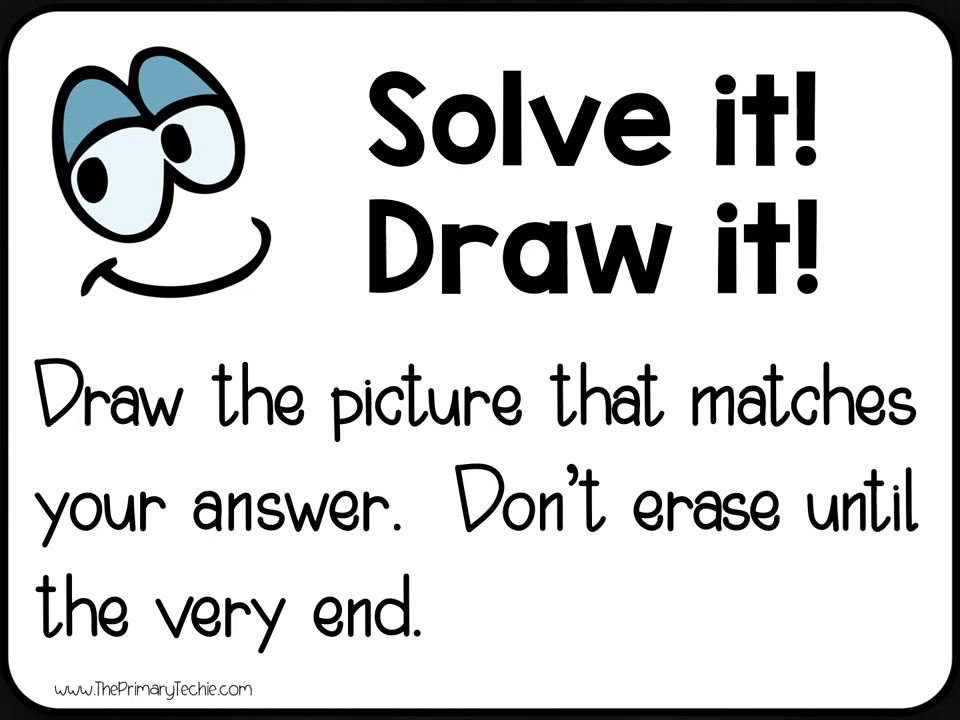 Solve it!
Draw it!
Draw the picture that matches
your answer.  Don't erase until
the very end.
www.ThePrimaryTechie.com